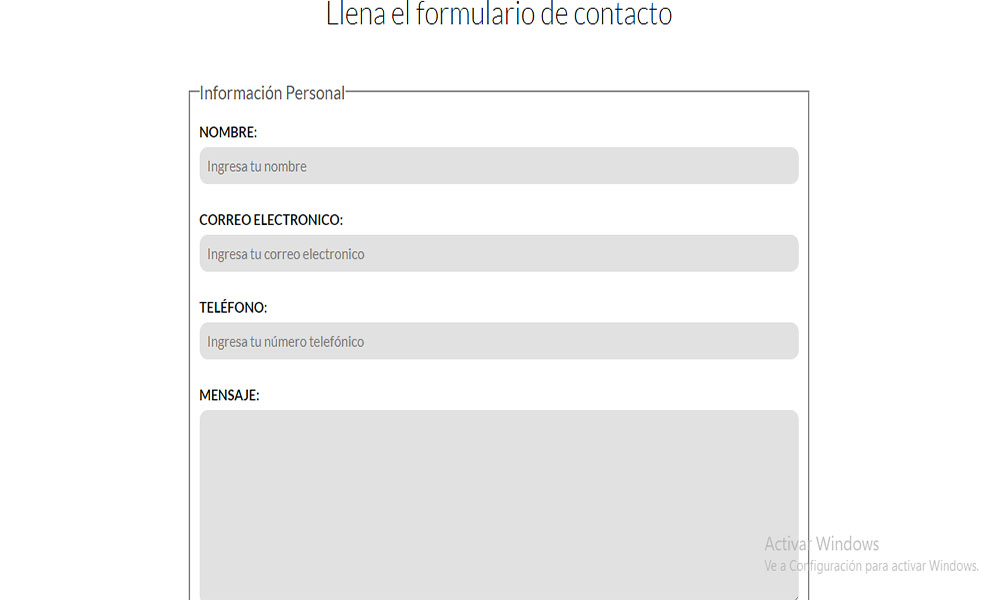 Llena el formulario de contacto
Información Personal
NOMBRE:
Ingresa tu nombre
CORREO ELECTRONICO:
Ingresa tu correo electronico
TELÉFONO:
Ingresa tu número telefónico
MENSAJE:
Activar Windows
Ve a Configuración para activar Windows.